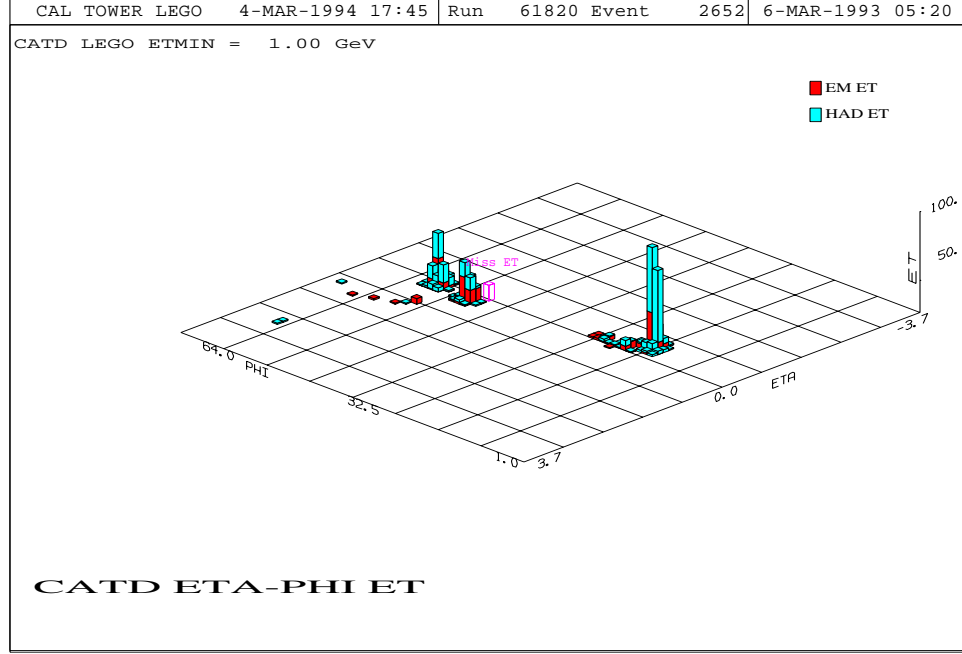 CAL TOWER LEGO 4-MAR-1994 17:45 Run 61820 Event 2652 6-MAR-1993 05:20
CATD LEGO ETMIN = 1.00 GeV
EM ET
HAD ET
100.
50.
ET
Miss ET
-3.7
64.0
PHI
ETA
0.0
32.5
1.0
3.7
CATD ETA-PHI ET